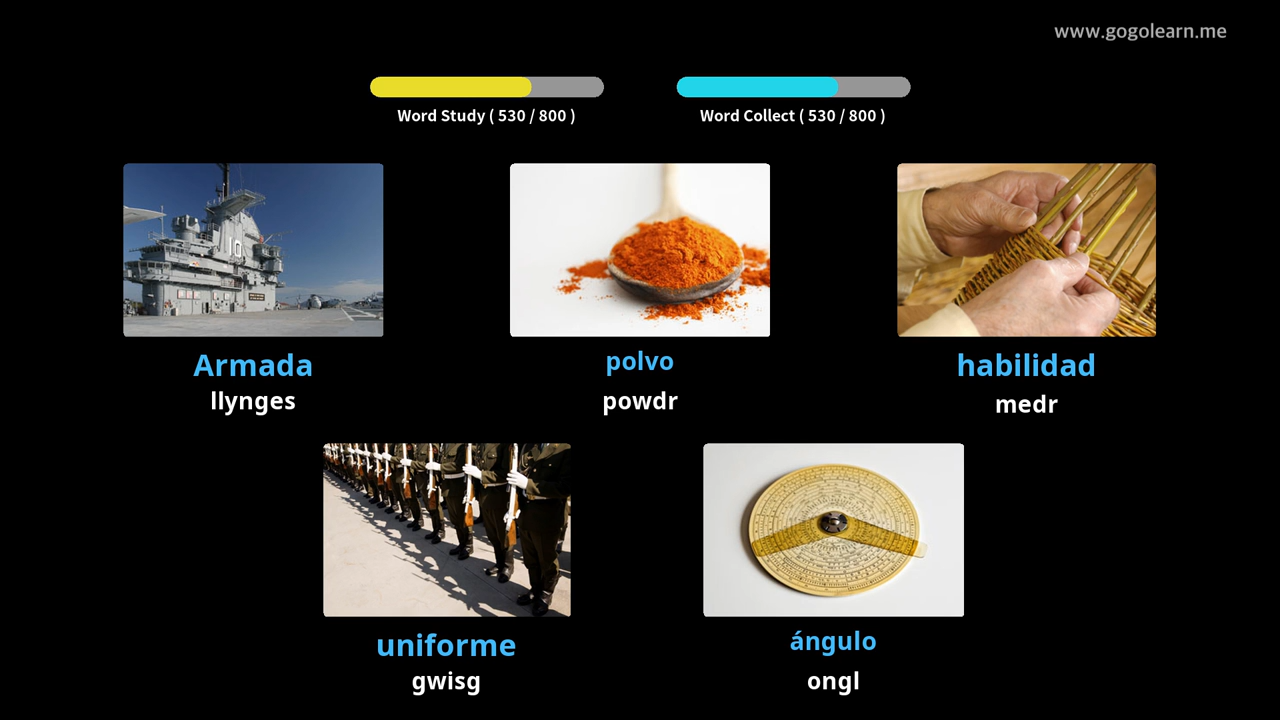 www.gogolearn.me
Word Study ( 530 / 800 )
Word Collect ( 530 / 800 )
10
Armada
llynges
polvo
powdr
habilidad
medr
uniforme
gwisg
ángulo
ongl